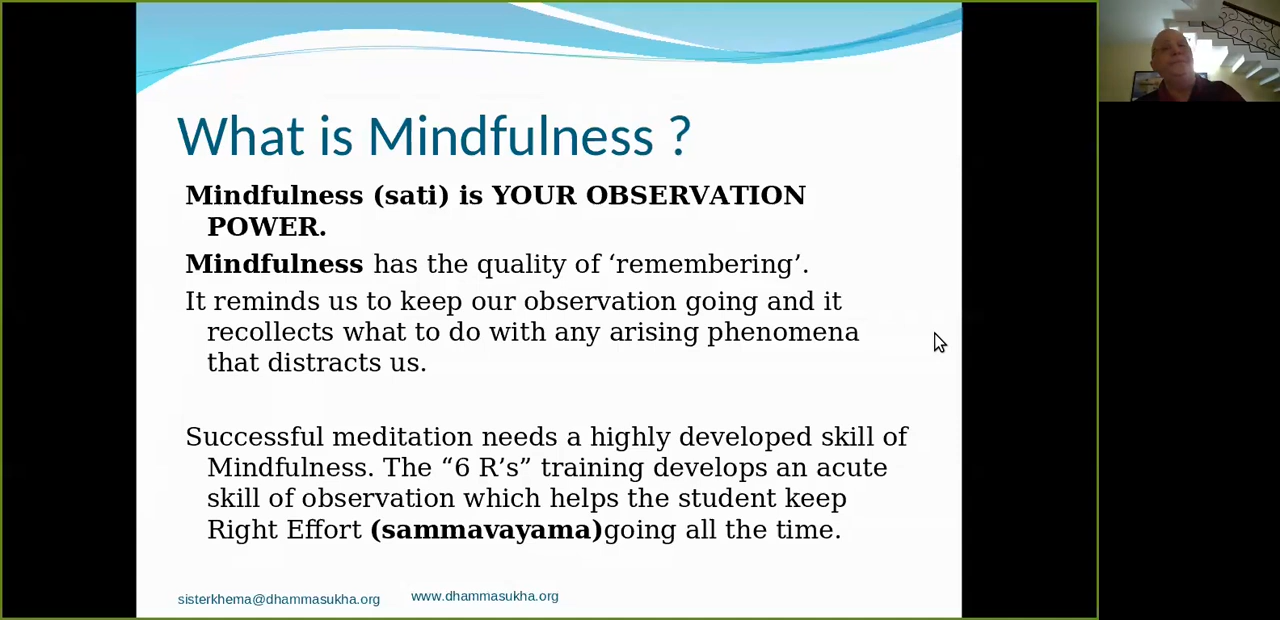 What is Mindfulness ?
Mindfulness (sati) is YOUR OBSERVATION
POWER.
Mindfulness has the quality of ‘remembering’.
It reminds us to keep our observation going and it
recollects what to do with any arising phenomena
that distracts us.
Successful meditation needs a highly developed skill of
Mindfulness. The “6 R’s” training develops an acute
skill of observation which helps the student keep
Right Effort (sammavayama)going all the time.
sisterkhema@dhammasukha.org www.dhammasukha.org